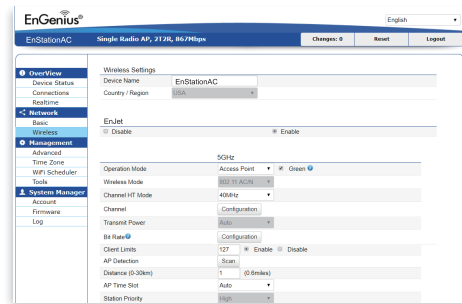 EnGenius®
English
EnStationAC Single Radio AP, 2T2R, 867Mbps Changes: 0 Reset Logout
OverView
Device Status
Connections
Realtime
Network
Basic
Wireless
Management
Advanced
Time Zone
WiFi Scheduler
Tools
System Manager
Account
Firmware
Log
Wireless Settings
Device Name EnStationAC
Country / Region USA
EnJet
Disable Enable
5GHz
Operation Mode Access Point Green
Wireless Mode 802.11 AC/N
Channel HT Mode 40MHz
Channel Configuration
Transmit Power Auto
Bit Rate Configuration
Client Limits 127 Enable Disable
AP Detection Scan
Distance (0-30km) 1 (0.6miles)
AP Time Slot Auto
Station Priority High